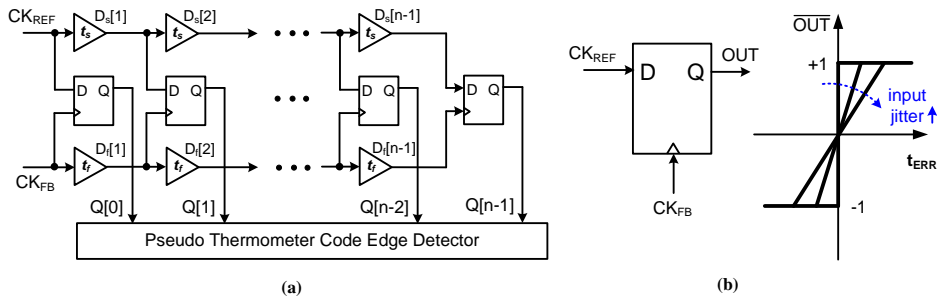 CK_REF D_s[1] D_s[2] D_s[n-1]
t_s t_s t_s
D Q D Q D Q D Q
D_f[1] D_f[2] D_f[n-1]
t_f t_f t_f
CK_FB
Q[0] Q[1] Q[n-2] Q[n-1]
Pseudo Thermometer Code Edge Detector
(a)
CK_REF D Q OUT
CK_FB
OUT
+1
input
jitter
t_ERR
-1
(b)